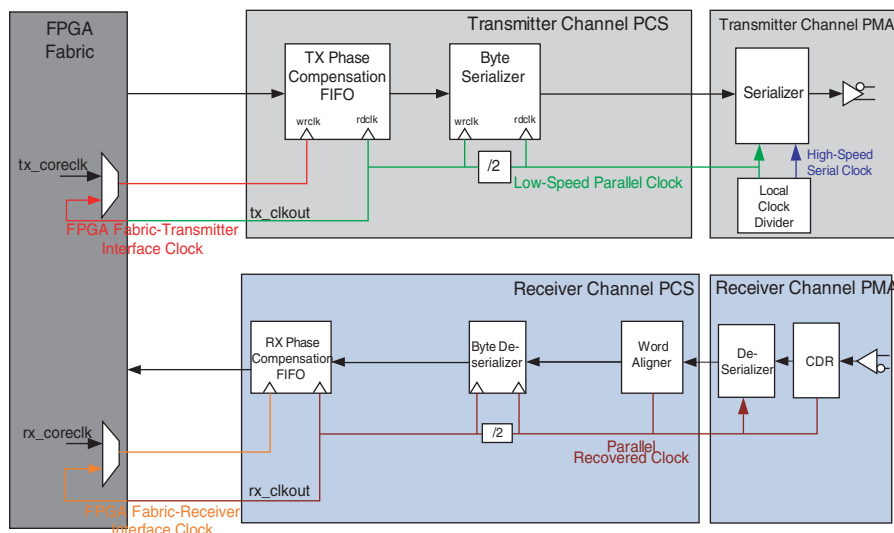 FPGA
Fabric
Transmitter Channel PCS
Transmitter Channel PMA
TX Phase
Compensation
FIFO
wrclk
rdclk
Byte
Serializer
wrclk
rdclk
/2
Serializer
tx_coreclk
High-Speed
Serial Clock
Low-Speed Parallel Clock
Local
Clock
Divider
tx_clkout
FPGA Fabric-Transmitter
Interface Clock
Receiver Channel PCS
Receiver Channel PMA
RX Phase
Compensation
FIFO
Byte De-
serializer
Word
Aligner
De-
Serializer
CDR
rx_coreclk
/2
Parallel
Recovered Clock
rx_clkout
FPGA Fabric-Receiver
Interface Clock